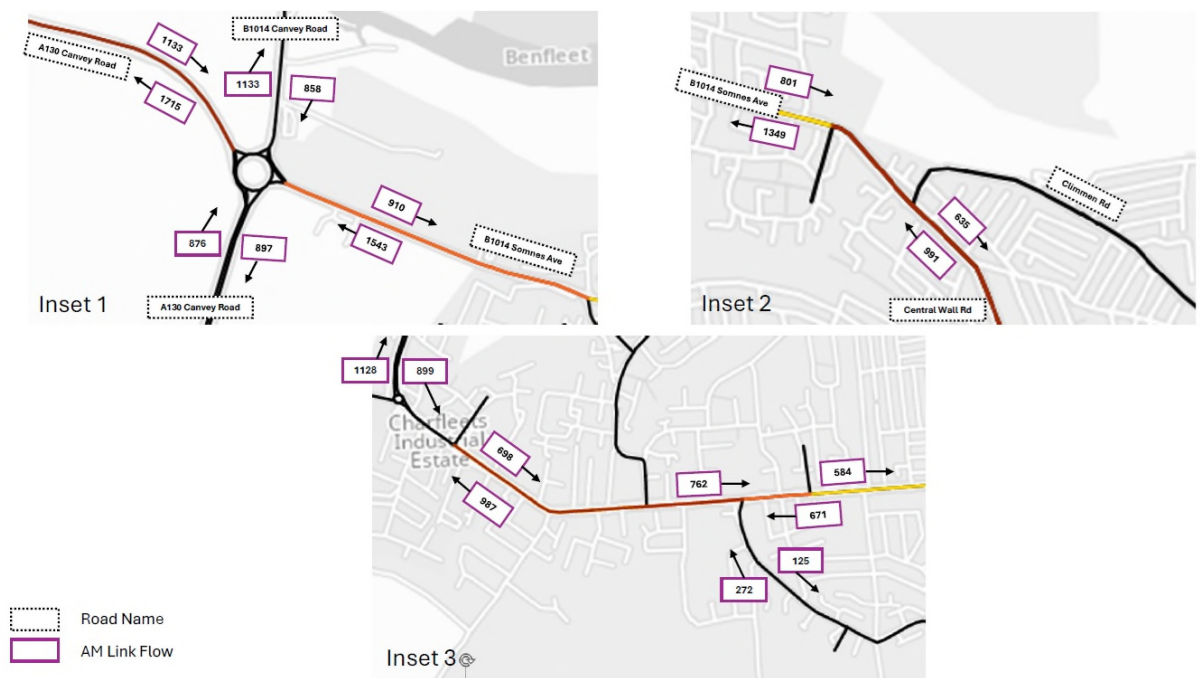 B1014 Canvey Road
1133
A130 Canvey Road
1715
1133
858
Benfleet
910
1543
B1014 Somnes Ave
876
897
A130 Canvey Road
Inset 1
801
B1014 Somnes Ave
1349
Climmen Rd
635
991
Central Wall Rd
Inset 2
1128
899
Charfleets
Industrial
Estate
698
987
762
584
671
125
272
Inset 3
Road Name
AM Link Flow